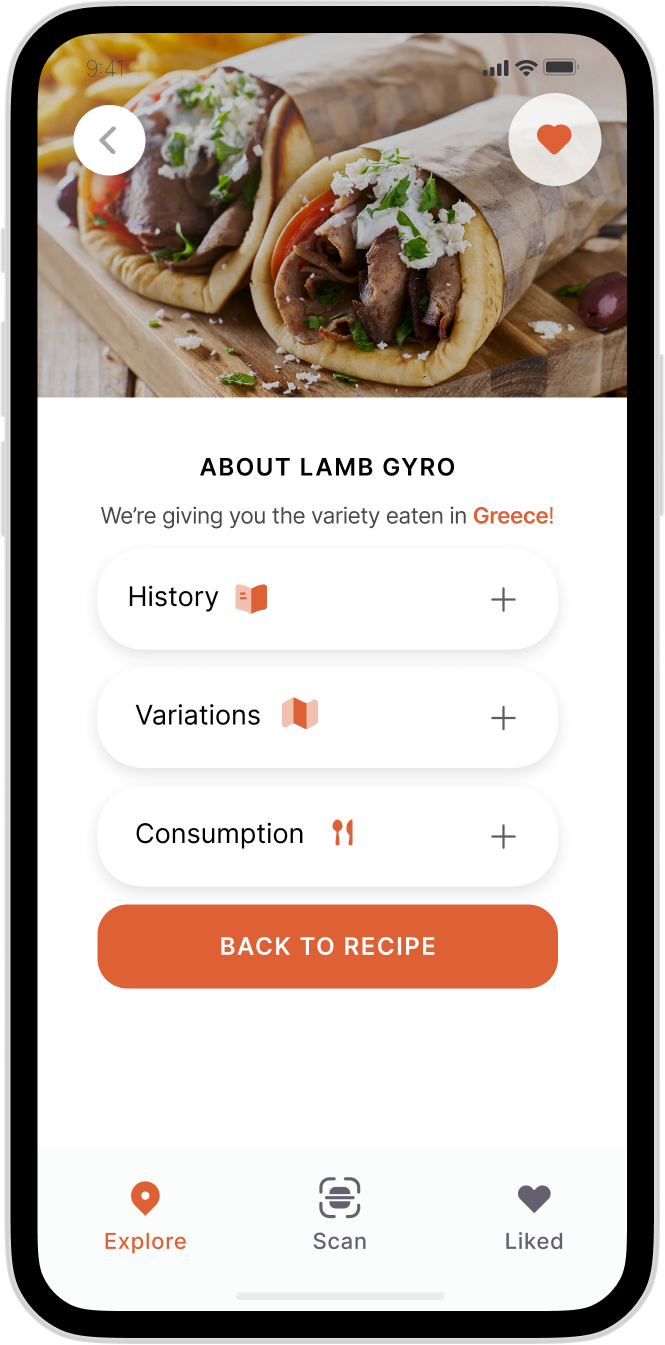 9:41
ABOUT LAMB GYRO
We're giving you the variety eaten in Greece!
History
Variations
Consumption
BACK TO RECIPE
Explore
Scan
Liked